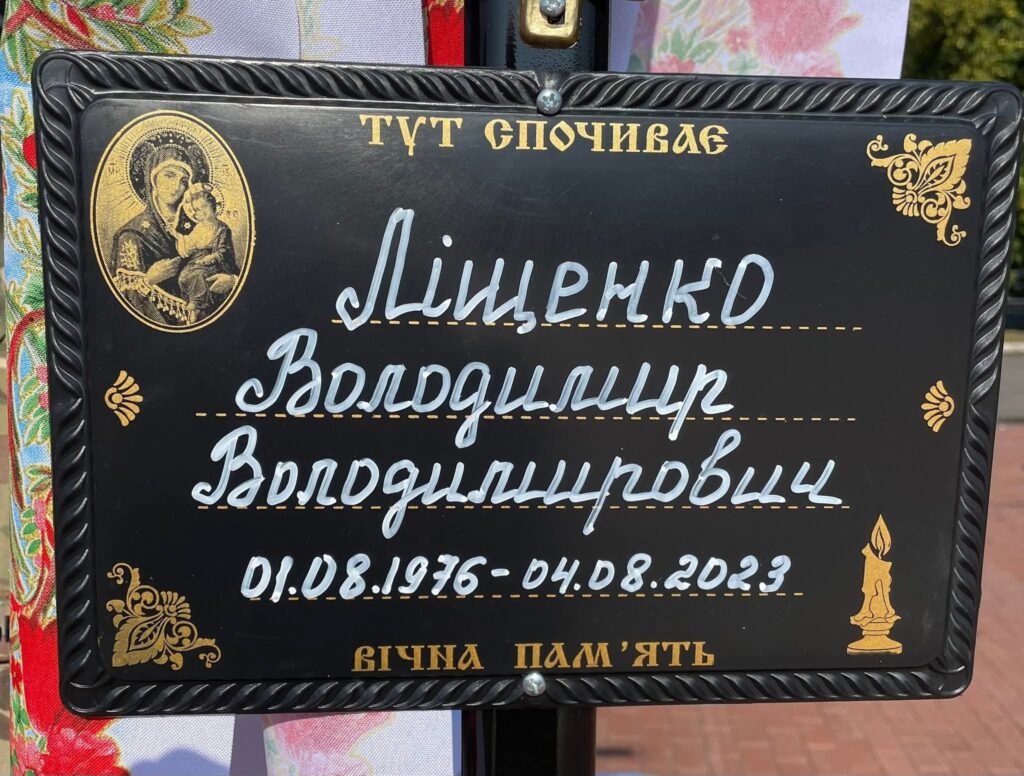 ТУТ СПОЧИВАЄ
Ліщенко
Володимир
Володимирович
01.08.1976-04.08.2023
ВІЧНА ПАМ'ЯТЬ